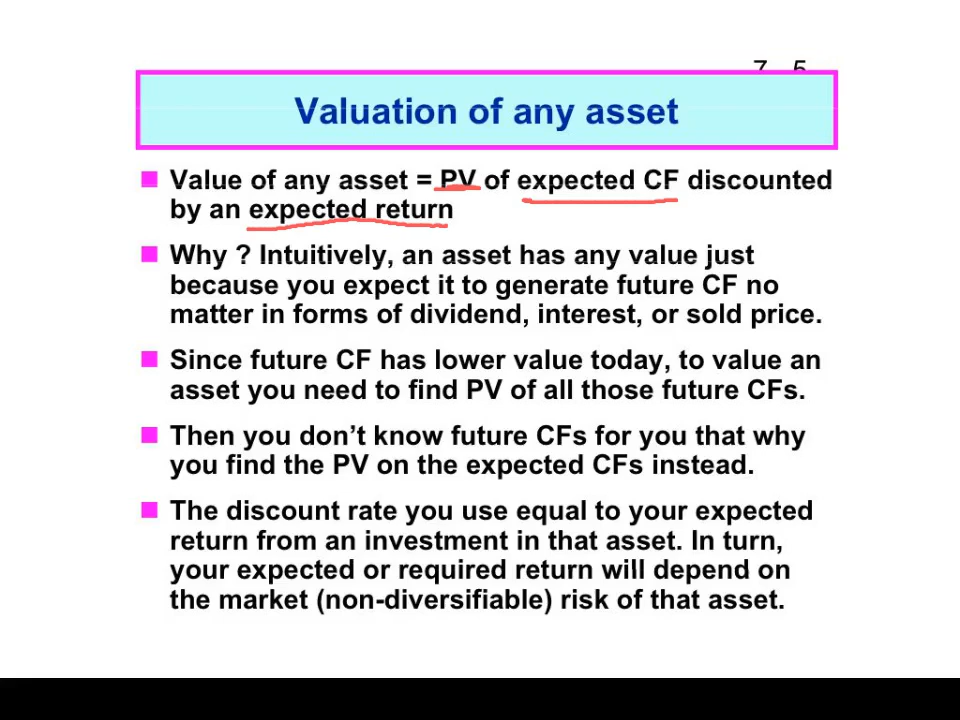 7 - 5
Valuation of any asset
Value of any asset = PV of expected CF discounted
by an expected return
Why ? Intuitively, an asset has any value just
because you expect it to generate future CF no
matter in forms of dividend, interest, or sold price.
Since future CF has lower value today, to value an
asset you need to find PV of all those future CFs.
Then you don’t know future CFs for you that why
you find the PV on the expected CFs instead.
The discount rate you use equal to your expected
return from an investment in that asset. In turn,
your expected or required return will depend on
the market (non-diversifiable) risk of that asset.